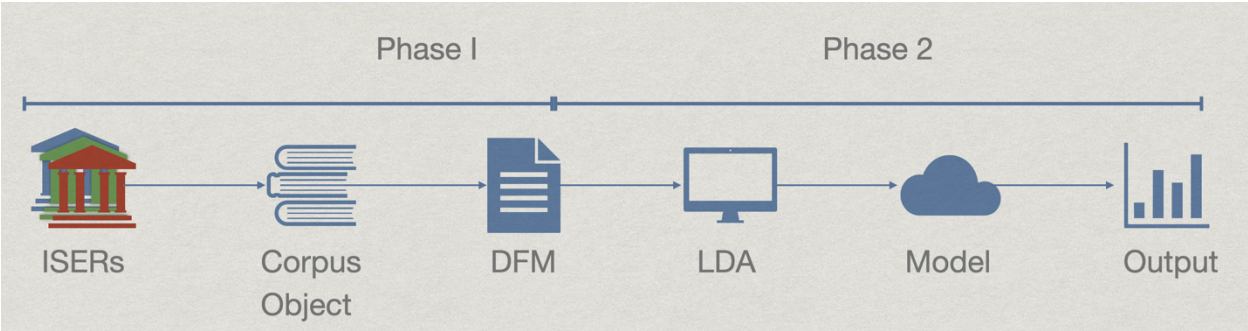 Phase I
Phase 2
ISERs
Corpus
Object
DFM
LDA
Model
Output